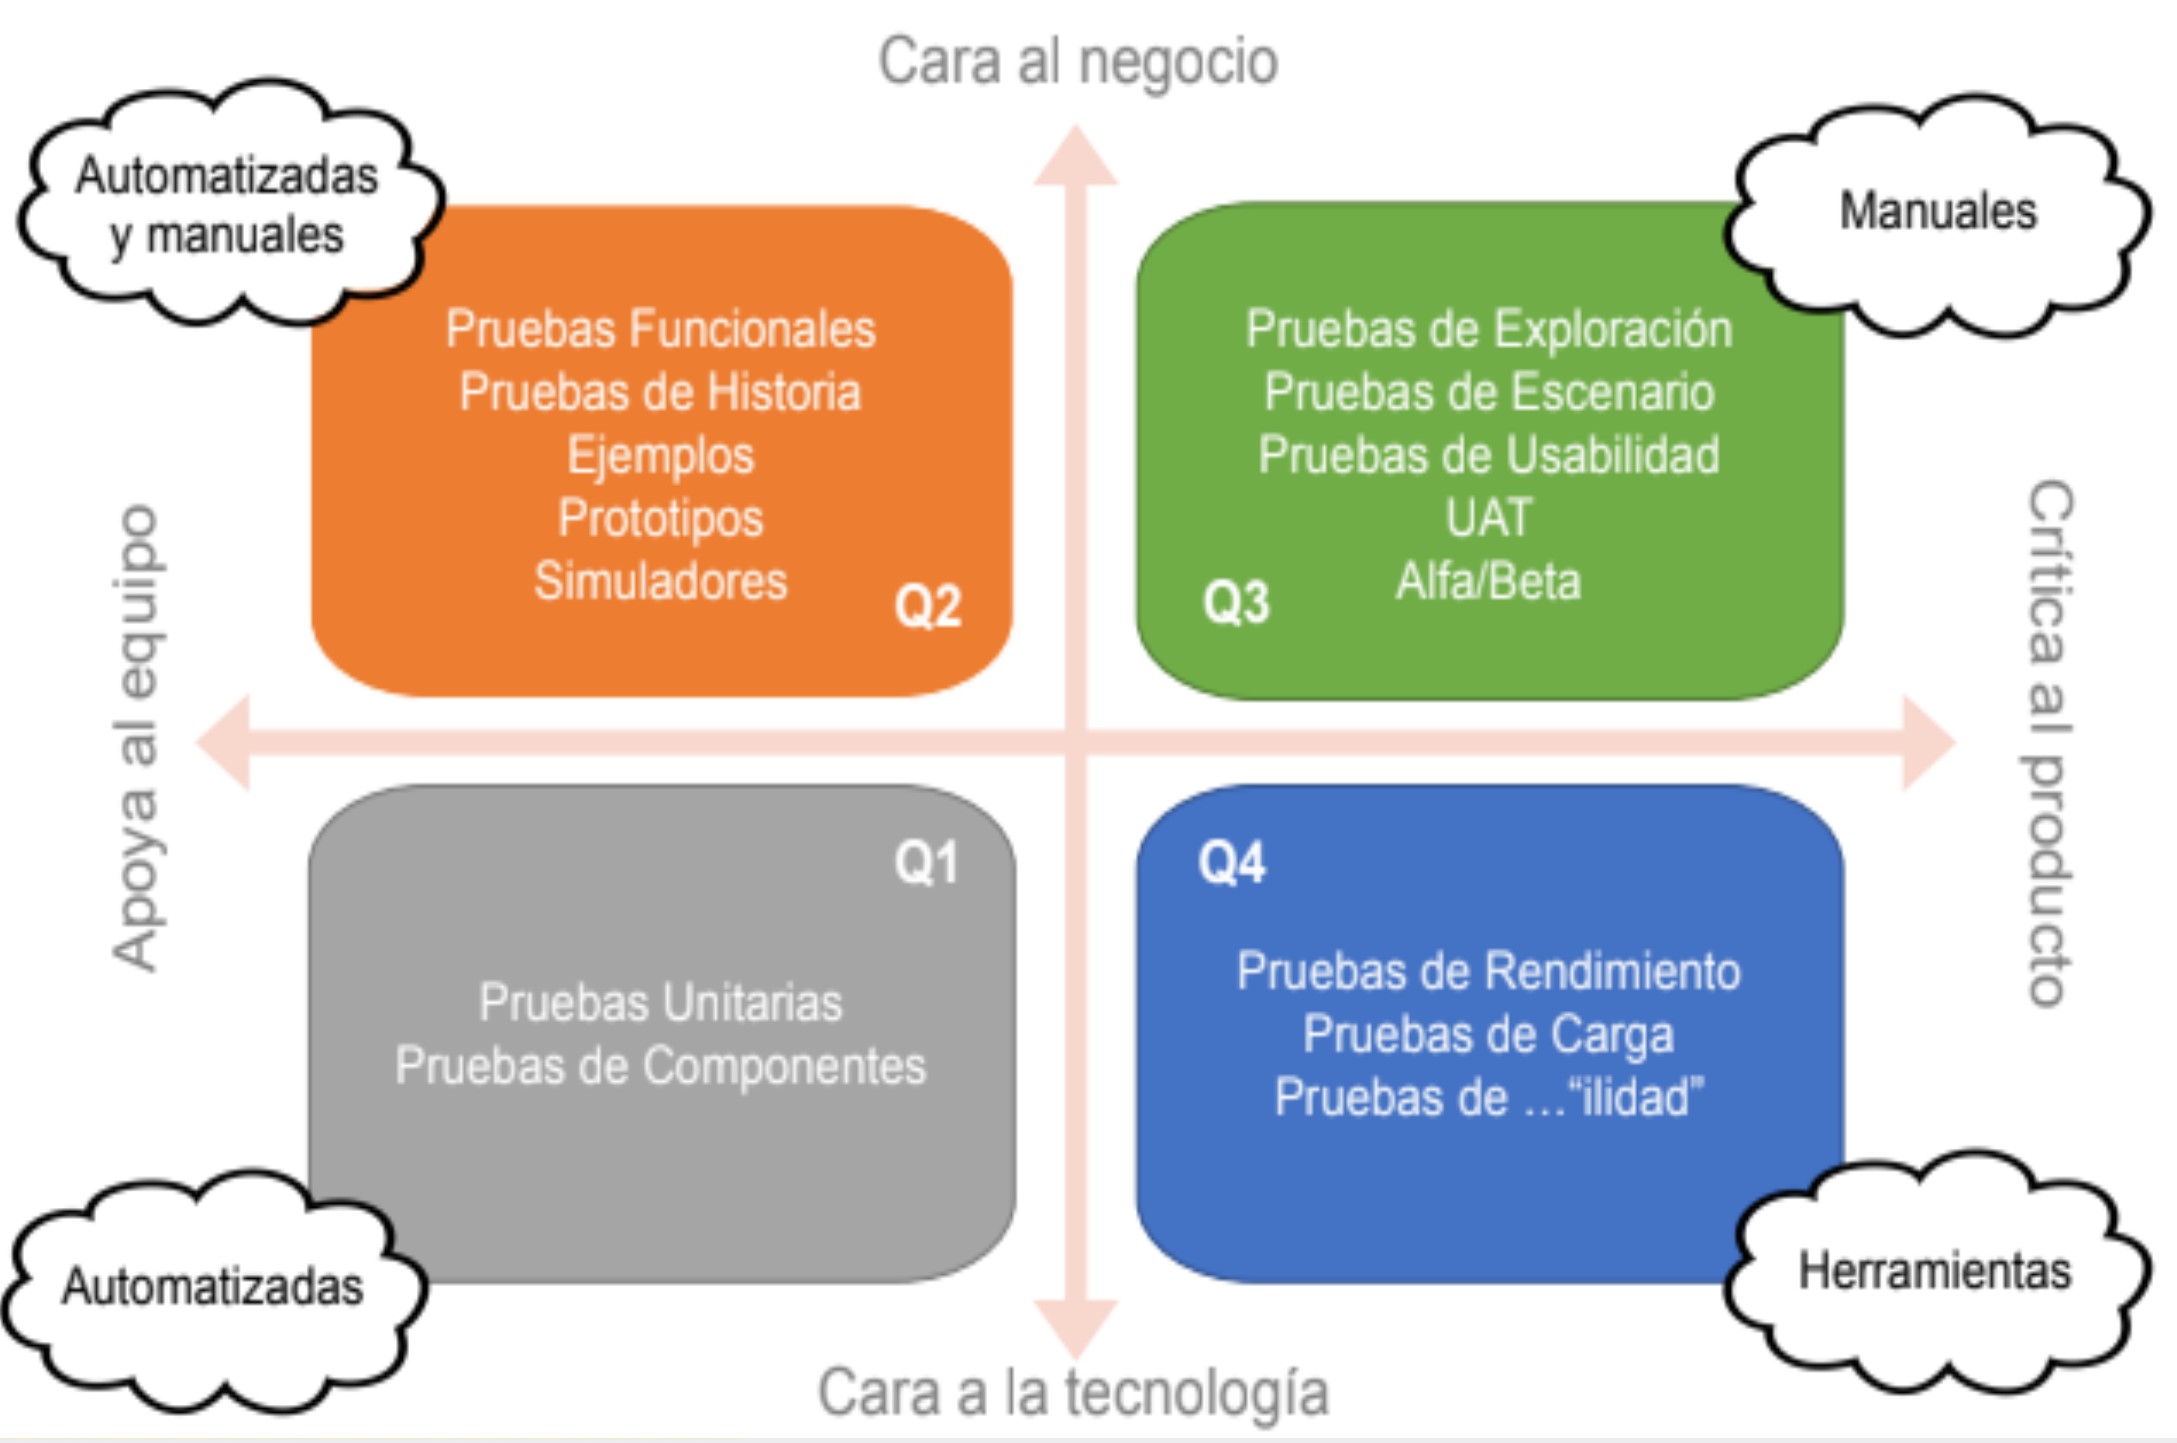 Cara al negocio
Automatizadas
y manuales
Manuales
Pruebas Funcionales
Pruebas de Historia
Ejemplos
Prototipos
Simuladores
Q2
Pruebas de Exploración
Pruebas de Escenario
Pruebas de Usabilidad
UAT
Alfa/Beta
Q3
Apoya al equipo
Crítica al producto
Q1
Pruebas Unitarias
Pruebas de Componentes
Q4
Pruebas de Rendimiento
Pruebas de Carga
Pruebas de …“ilidad”
Automatizadas
Herramientas
Cara a la tecnología